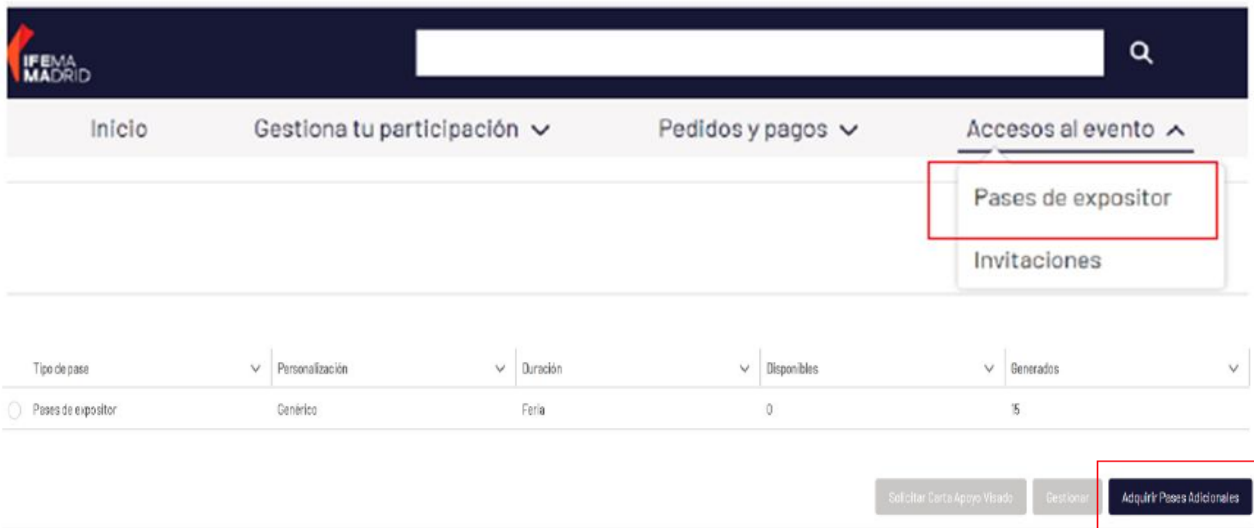 IFEMA
MADRID
Inicio Gestiona tu participación Pedidos y pagos Accesos al evento
Pases de expositor
Invitaciones
Tipo de pase Personalización Duración Disponibles Generados
Pases de expositor Genérico Feria 0 15
Solicitar Carta Apoyo Visado Gestionar Adquirir Pases Adicionales